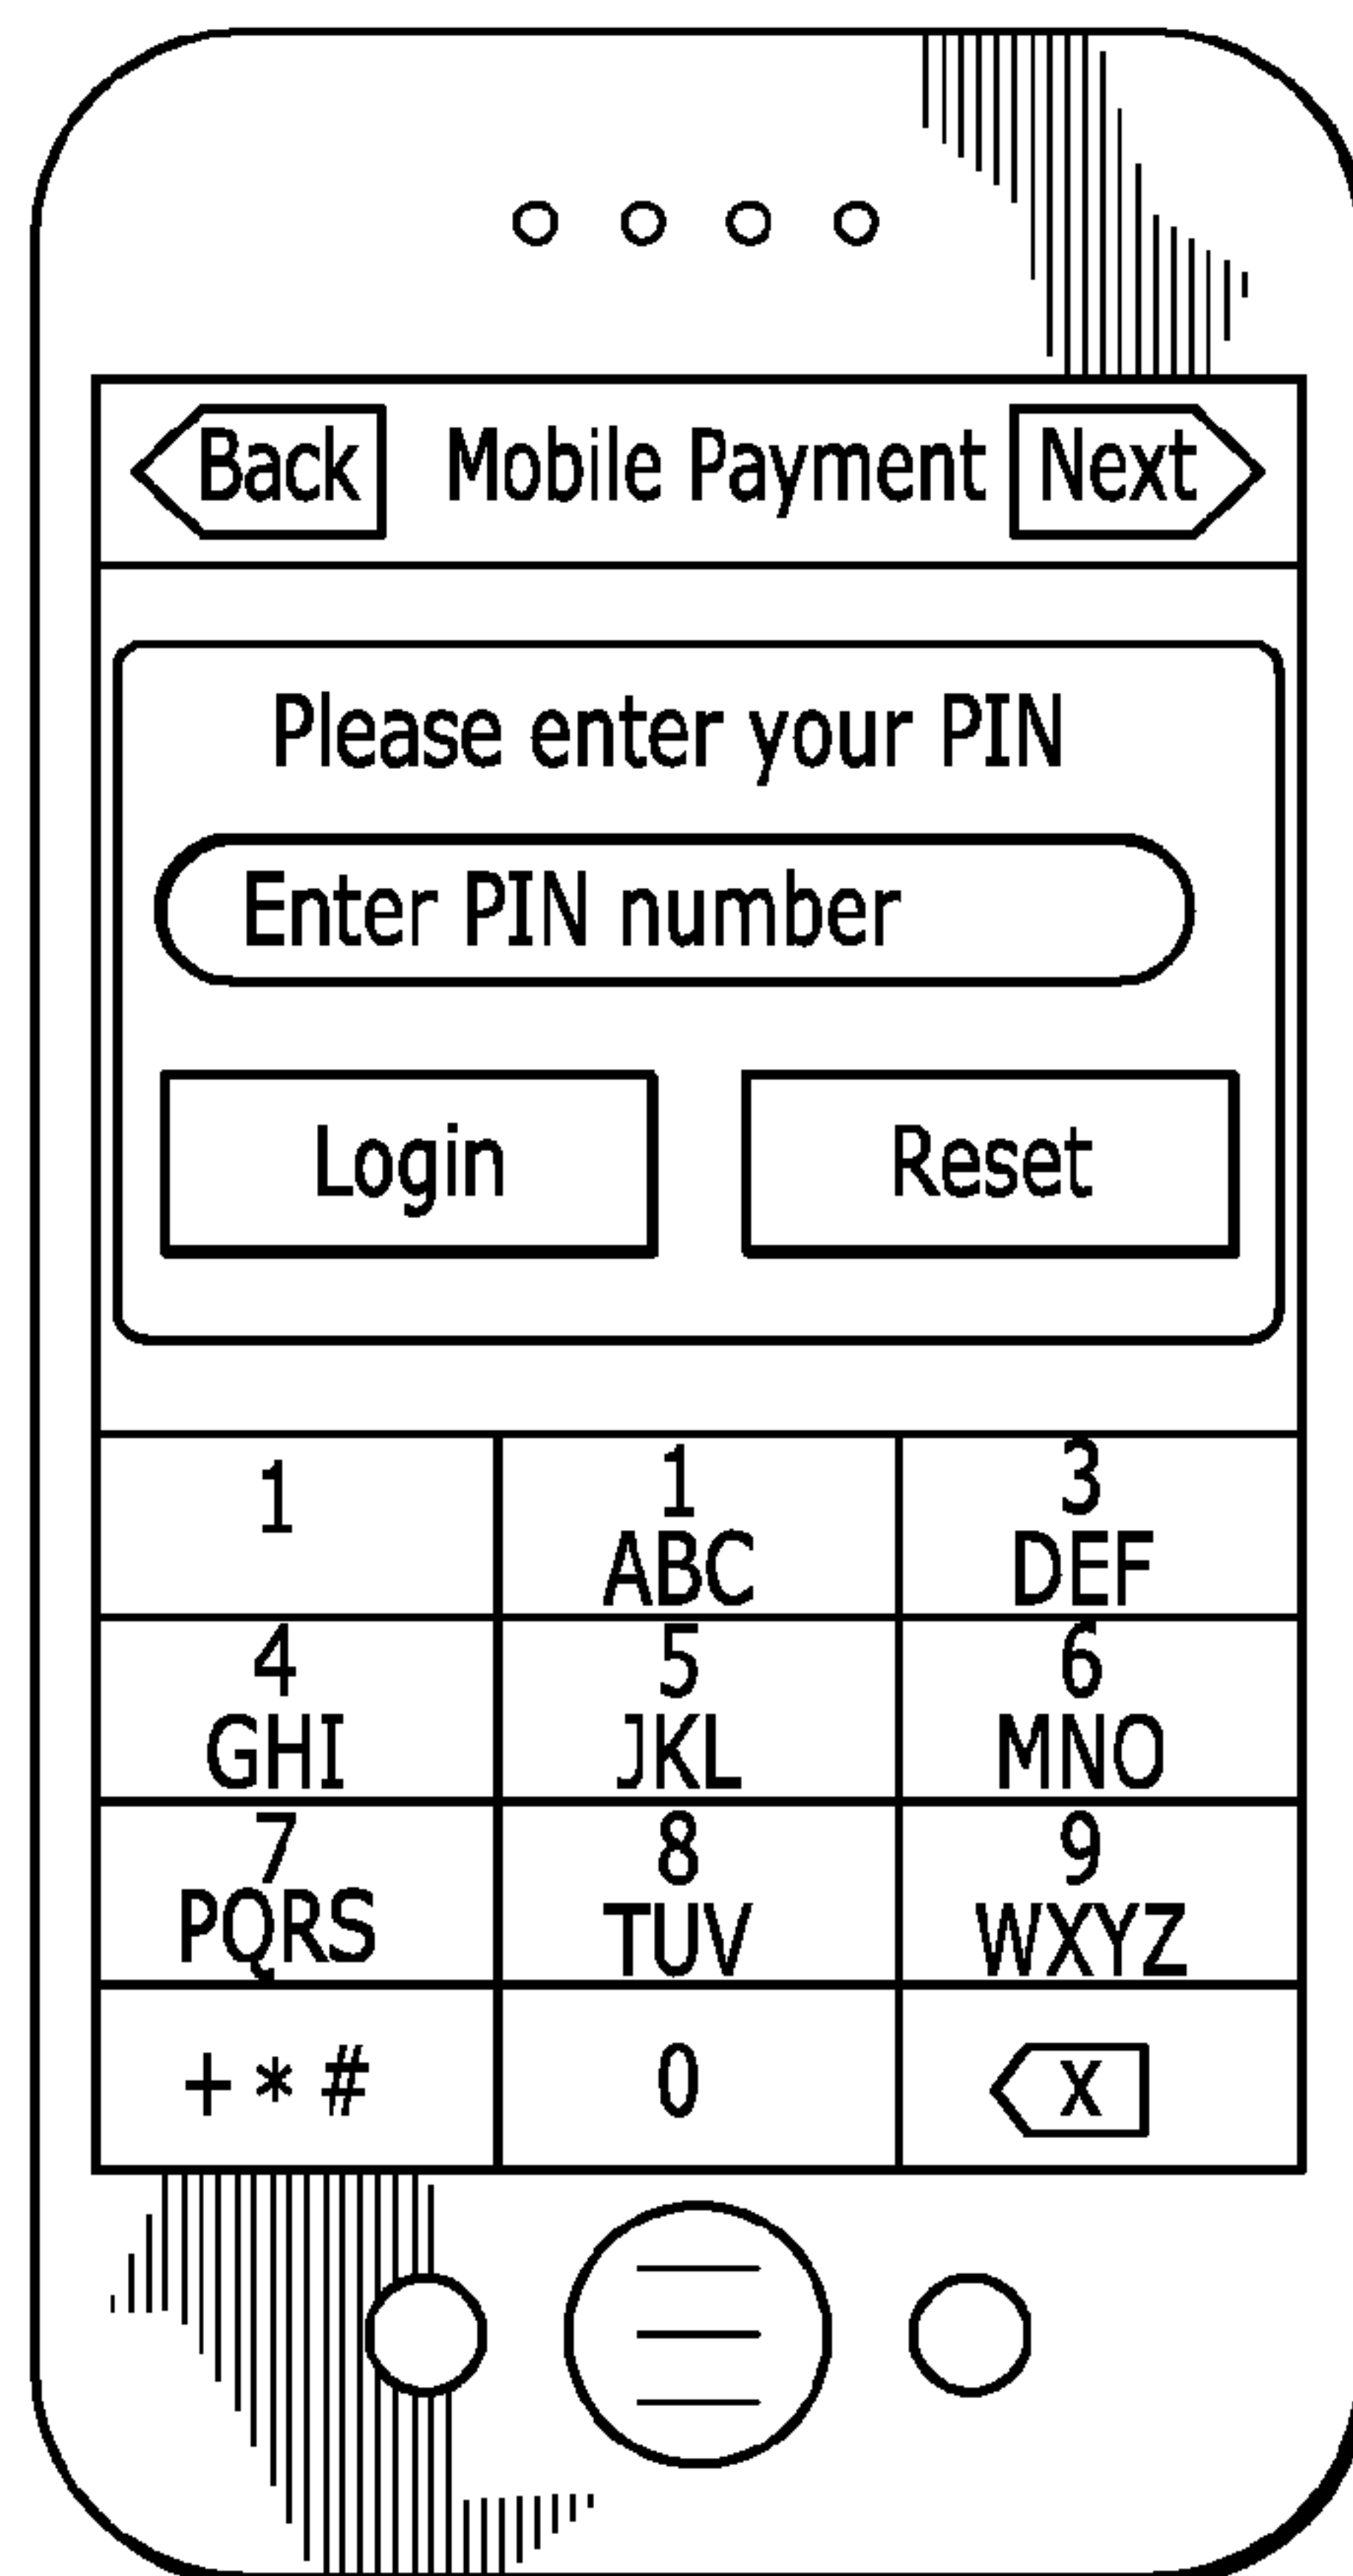 Back Mobile Payment Next
Please enter your PIN
Enter PIN number
Login Reset
1 1 3
ABC DEF
4 5 6
GHI JKL MNO
7 8 9
PQRS TUV WXYZ
+ * # 0 X